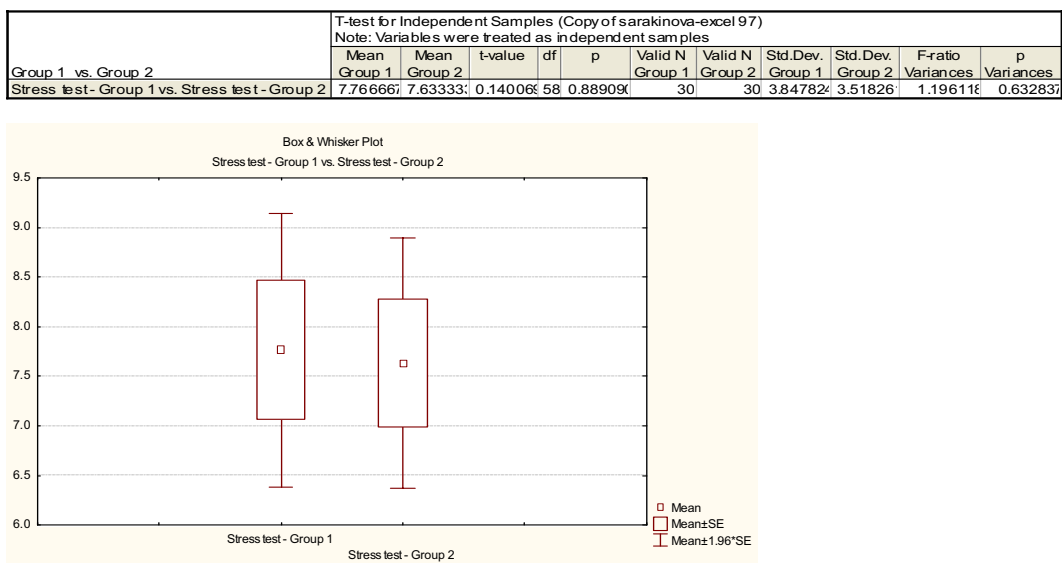 T-test for Independent Samples (Copy of sarakinova-excel 97)
Note: Variables were treated as independent samples
Group 1 vs. Group 2 Mean Group 1 Mean Group 2 t-value df p Valid N Group 1 Valid N Group 2 Std.Dev. Group 1 Std.Dev. Group 2 F-ratio Variances p Variances
Stress test - Group 1 vs. Stress test - Group 2 7.766667 7.633333 0.140069 58 0.889090 30 30 3.847824 3.518261 1.196118 0.632837
Box & Whisker Plot
Stress test - Group 1 vs. Stress test - Group 2
9.5
9.0
8.5
8.0
7.5
7.0
6.5
6.0
Stress test - Group 1
Stress test - Group 2
Mean
Mean±SE
Mean±1.96*SE